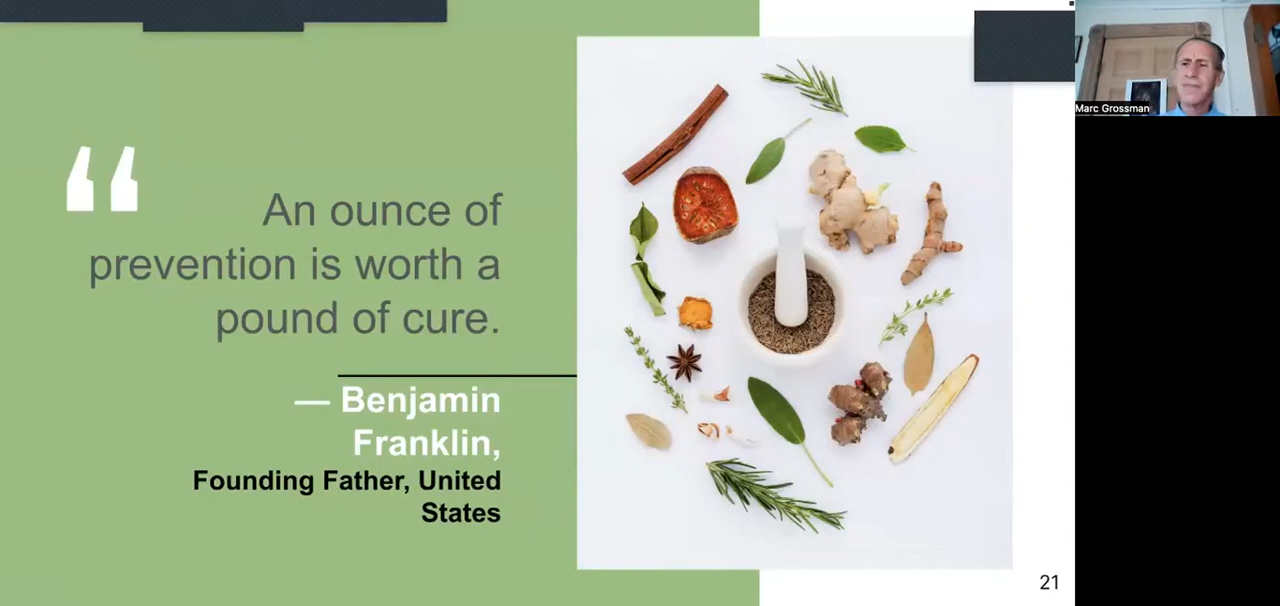 “
An ounce of
prevention is worth a
pound of cure.
— Benjamin
Franklin,
Founding Father, United
States
21
Marc Grossman